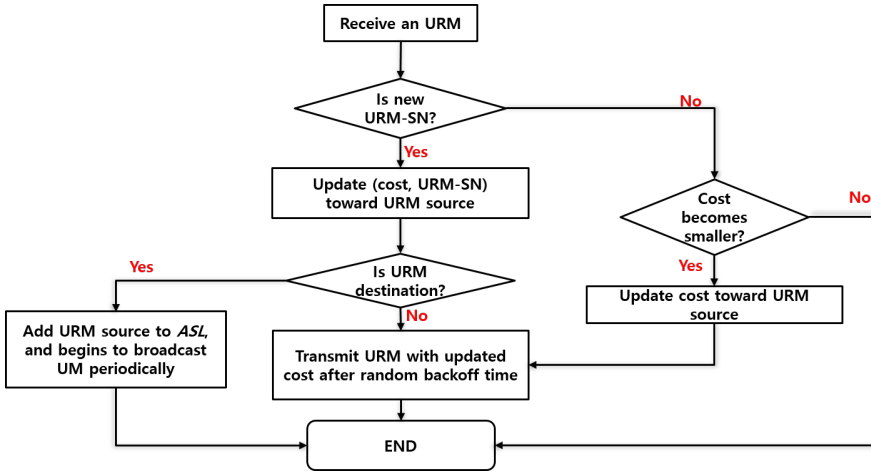 Receive an URM
Is new
URM-SN?
No
Yes
Update (cost, URM-SN)
toward URM source
Cost
becomes
smaller?
No
Yes
Is URM
destination?
Yes
No
Update cost toward URM
source
Add URM source to ASL,
and begins to broadcast
UM periodically
Transmit URM with updated
cost after random backoff time
END